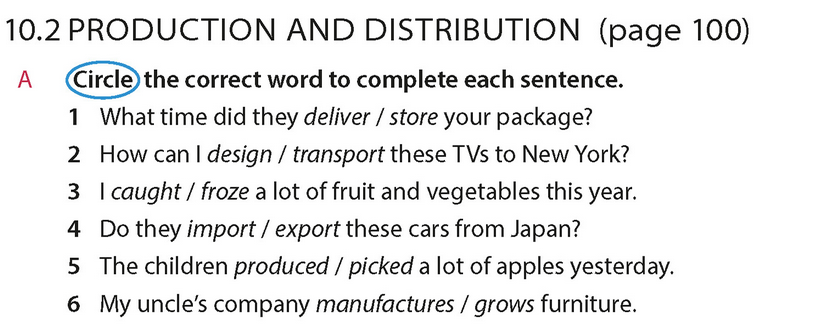 10.2 PRODUCTION AND DISTRIBUTION (page 100)
A Circle the correct word to complete each sentence.
1 What time did they deliver / store your package?
2 How can I design / transport these TVs to New York?
3 I caught / froze a lot of fruit and vegetables this year.
4 Do they import / export these cars from Japan?
5 The children produced / picked a lot of apples yesterday.
6 My uncle’s company manufactures / grows furniture.